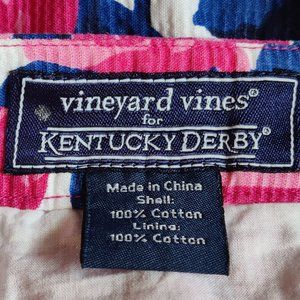 vineyard vines®
for
KENTUCKY DERBY®
Made in China
Shell:
100% Cotton
Lining:
100% Cotton